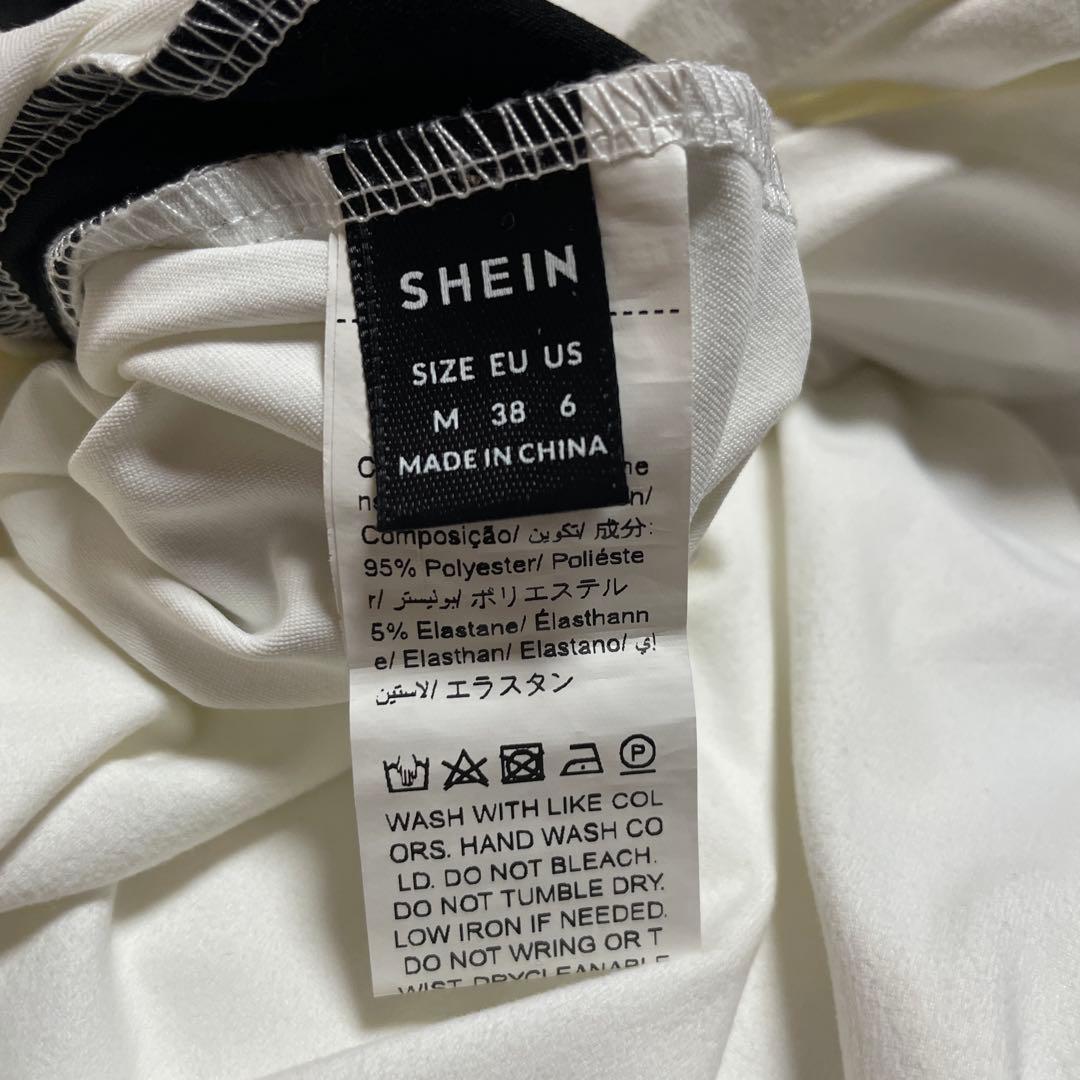 SHEIN
SIZE EU US
M 38 6
MADE IN CHINA
Composição/ تكوين/ 成分:
95% Polyester/ Poliéste
r/ بوليستر/ ポリエステル
5% Elastane/ Élasthann
e/ Elasthan/ Elastano/ إي
لاستين/ エラスタン
WASH WITH LIKE COL
ORS. HAND WASH CO
LD. DO NOT BLEACH.
DO NOT TUMBLE DRY.
LOW IRON IF NEEDED.
DO NOT WRING OR T
WIST. DRYCLEANABLE